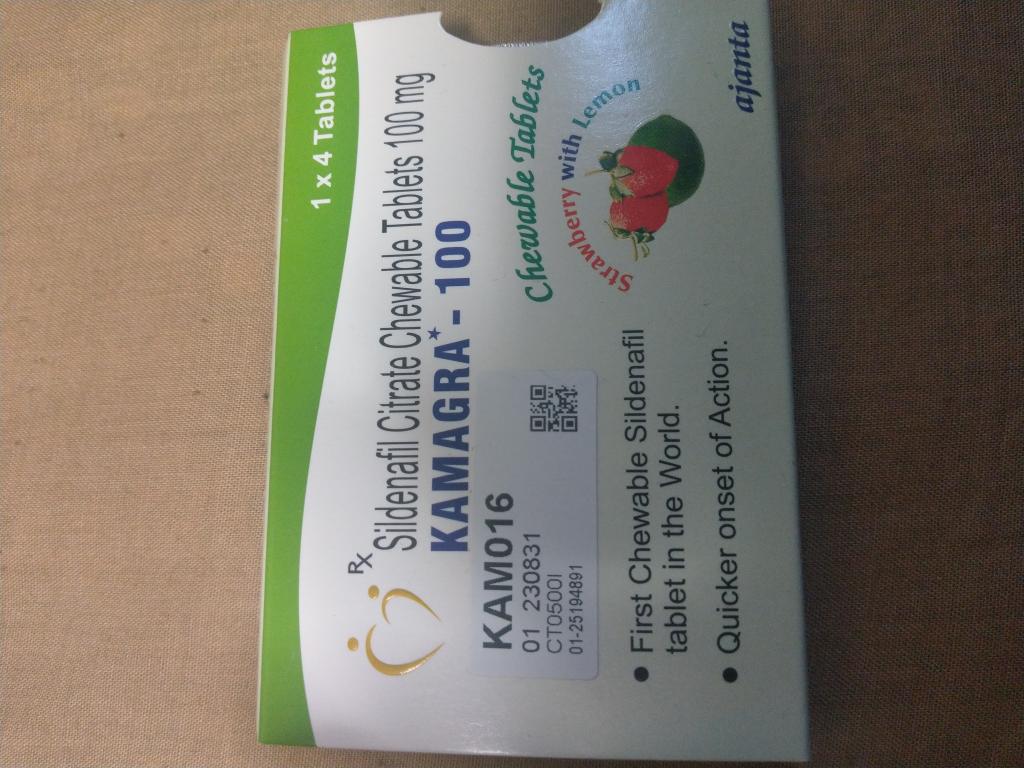 1 x 4 Tablets
Rx
Sildenafil Citrate Chewable Tablets 100 mg
KAMAGRA* - 100
KAM016
01 230831
CT0500I
01-25194891
Chewable Tablets
Strawberry with Lemon
• First Chewable Sildenafil
tablet in the World.
• Quicker onset of Action.
ajanta